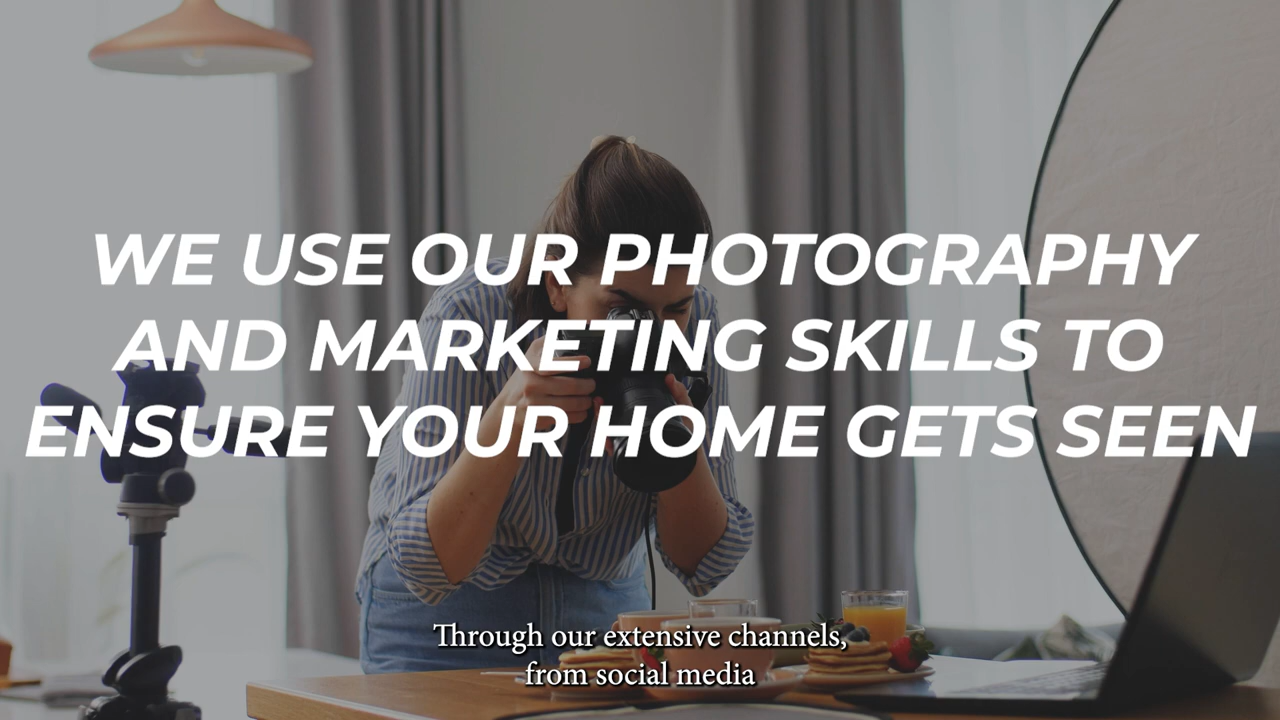 WE USE OUR PHOTOGRAPHY
AND MARKETING SKILLS TO
ENSURE YOUR HOME GETS SEEN
Through our extensive channels,
from social media